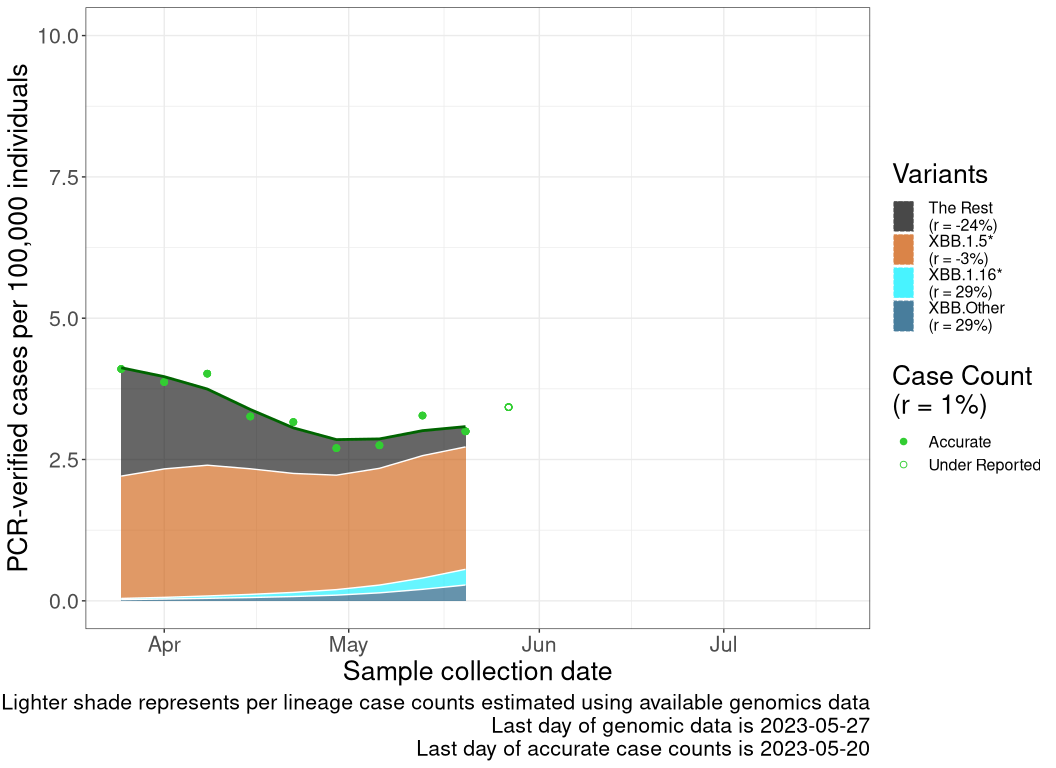 PCR-verified cases per 100,000 individuals
10.0
7.5
5.0
2.5
0.0
Apr
May
Jun
Jul
Sample collection date
Lighter shade represents per lineage case counts estimated using available genomics data
Last day of genomic data is 2023-05-27
Last day of accurate case counts is 2023-05-20
Variants
The Rest
(r = -24%)
XBB.1.5*
(r = -3%)
XBB.1.16*
(r = 29%)
XBB.Other
(r = 29%)
Case Count
(r = 1%)
Accurate
Under Reported